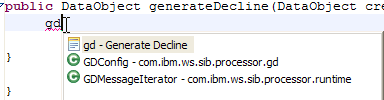 public DataObject generateDecline(DataObject cre
gd
gd - Generate Decline
GDConfig - com.ibm.ws.sib.processor.gd
GDMessageIterator - com.ibm.ws.sib.processor.runtime
}
}